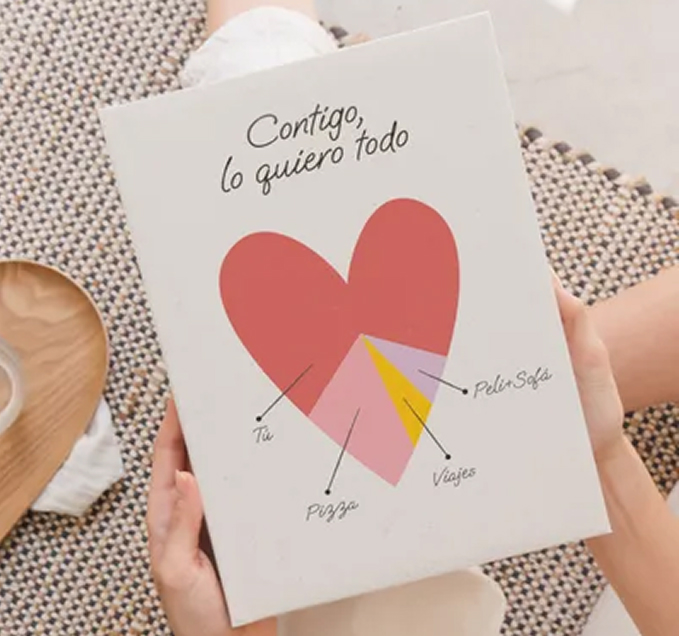 Contigo,
lo quiero todo
Peli+Sofá
Tú
Viajes
Pizza